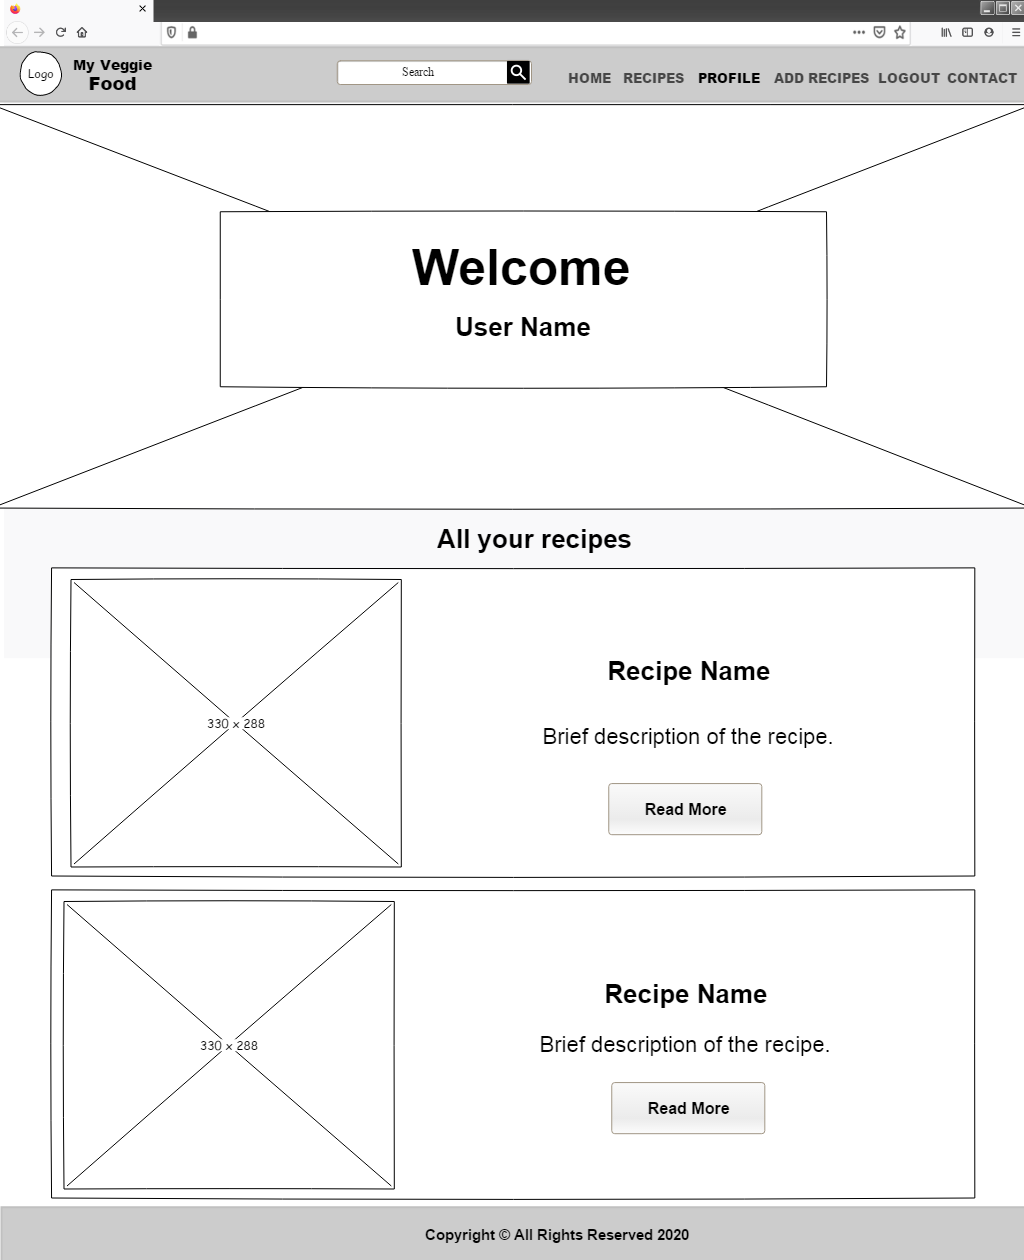 Logo
My Veggie
Food
Search
HOME RECIPES PROFILE ADD RECIPES LOGOUT CONTACT
Welcome
User Name
All your recipes
330 x 288
Recipe Name
Brief description of the recipe.
Read More
330 x 288
Recipe Name
Brief description of the recipe.
Read More
Copyright © All Rights Reserved 2020